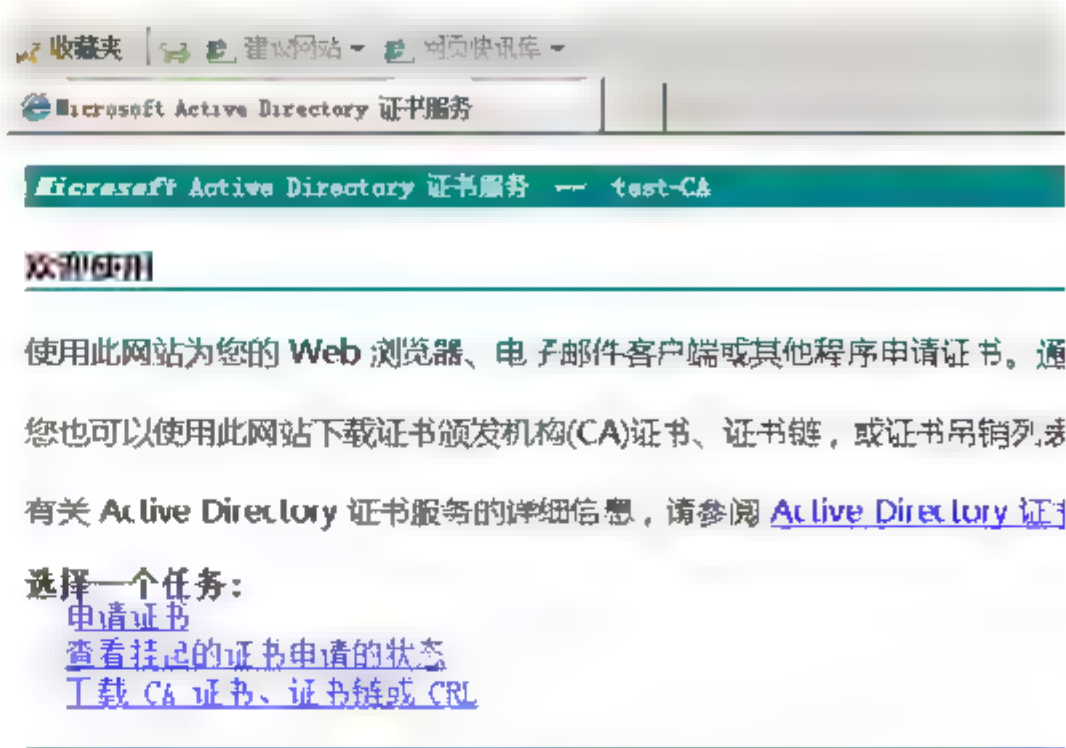 收藏夹 建议网站 网页快讯库
Microsoft Active Directory 证书服务
Microsoft Active Directory 证书服务 -- test-CA
欢迎使用
使用此网站为您的 Web 浏览器、电子邮件客户端或其他程序申请证书。通
您也可以使用此网站下载证书颁发机构(CA)证书、证书链，或证书吊销列表
有关 Active Directory 证书服务的详细信息，请参阅 Active Directory 证书
选择一个任务:
申请证书
查看挂起的证书申请的状态
下载 CA 证书、证书链或 CRL